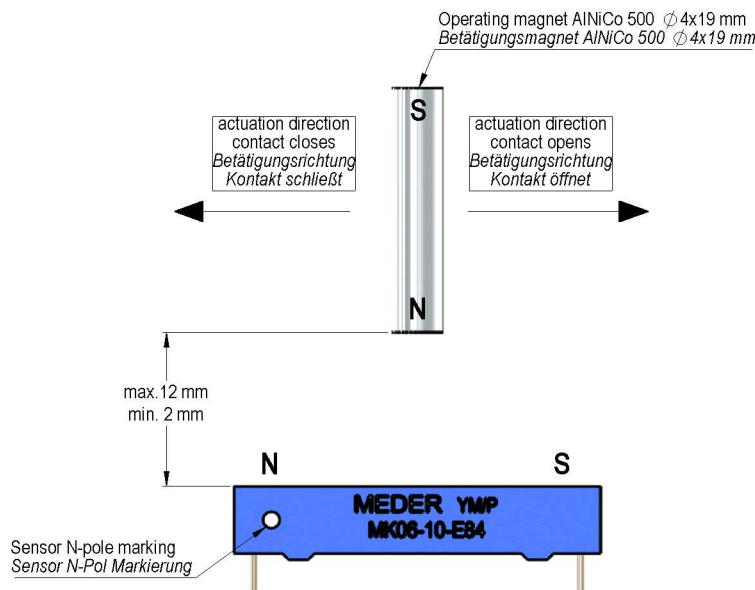 Operating magnet AlNiCo 500 ∅ 4x19 mm
Betätigungsmagnet AlNiCo 500 ∅ 4x19 mm
S
actuation direction
contact closes
Betätigungsrichtung
Kontakt schließt
actuation direction
contact opens
Betätigungsrichtung
Kontakt öffnet
N
max.12 mm
min. 2 mm
N
S
MEDER YM/P
MK06-10-E84
Sensor N-pole marking
Sensor N-Pol Markierung